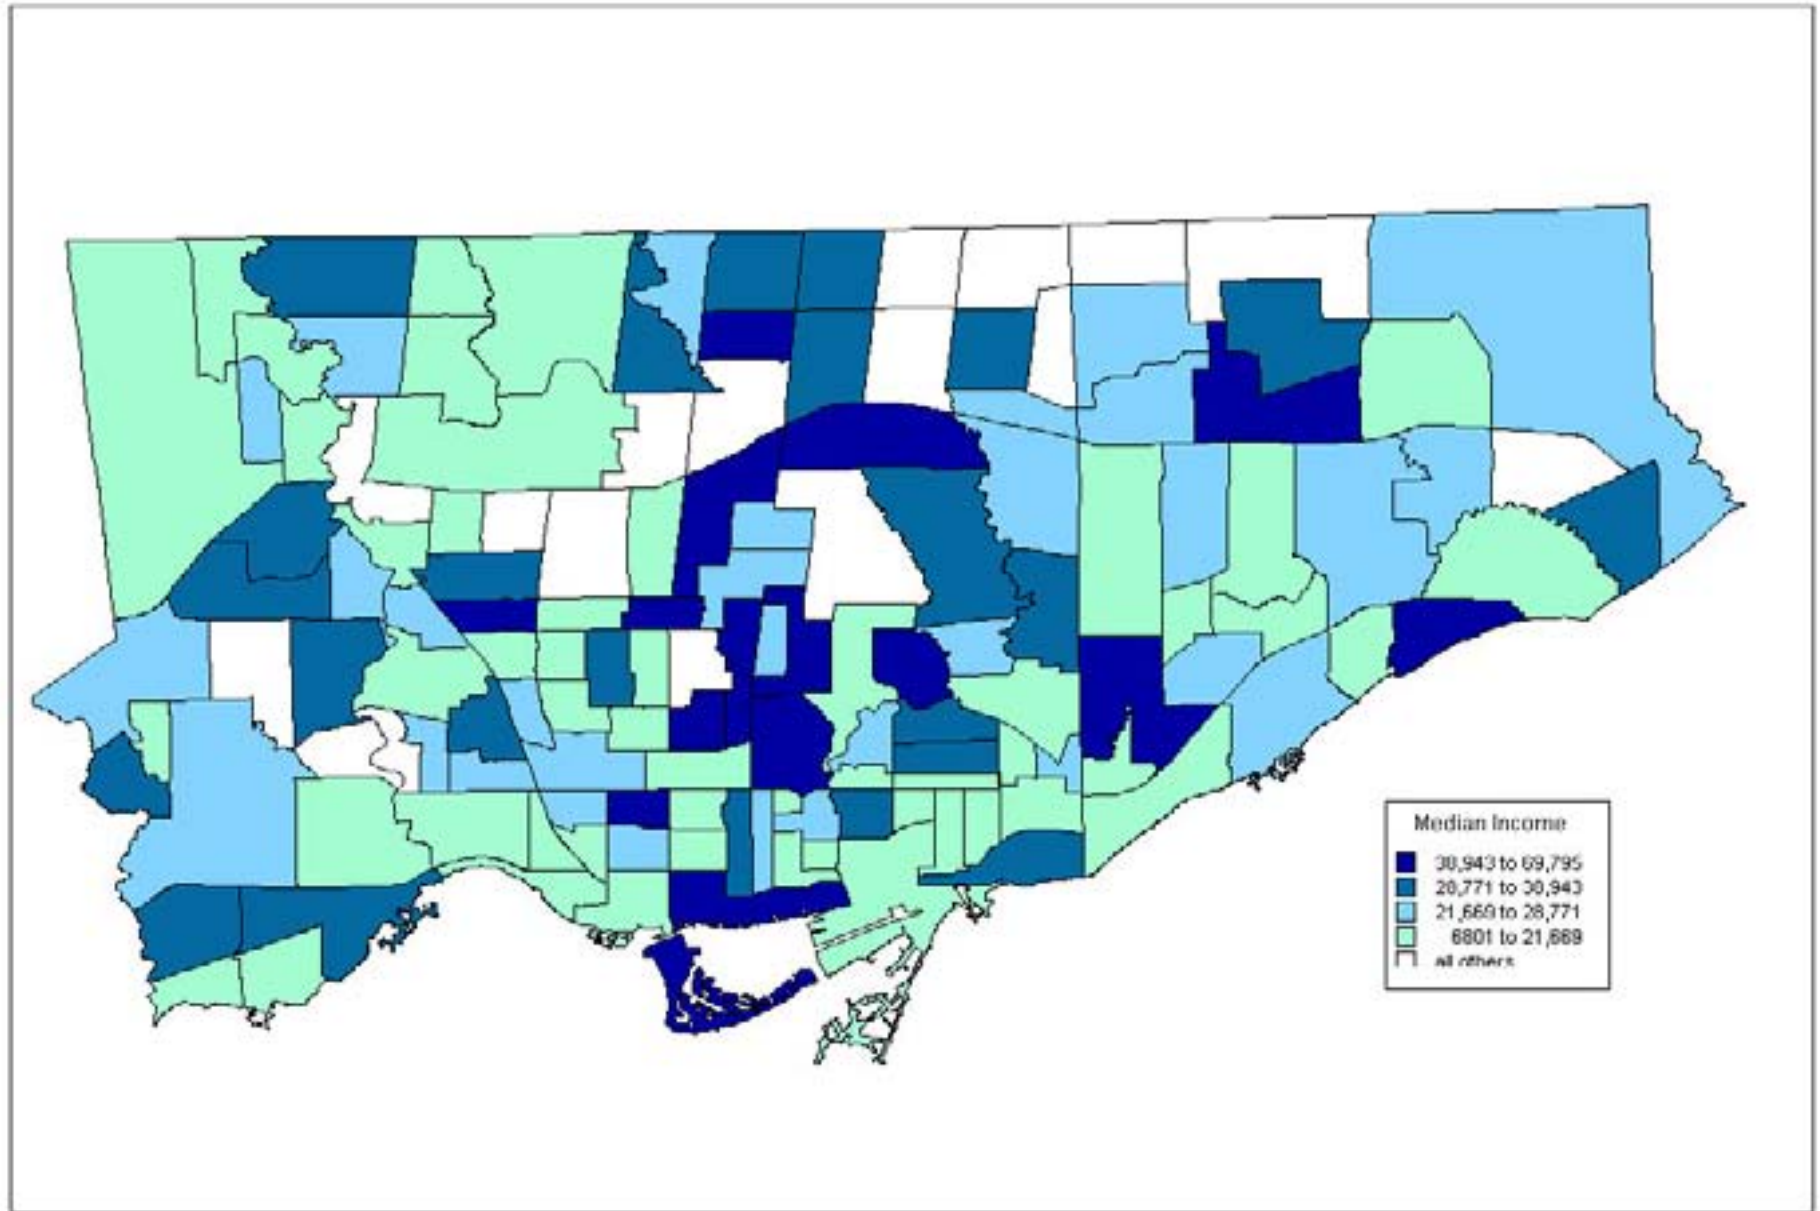 Median Income
38,943 to 69,795
28,771 to 38,943
21,669 to 28,771
6801 to 21,669
all others